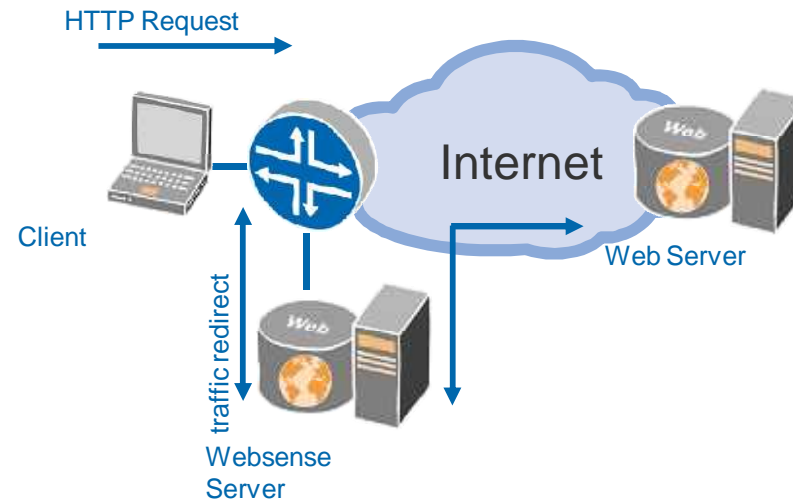 HTTP Request
Web
Internet
Client
Web Server
traffic redirect
Web
Websense
Server